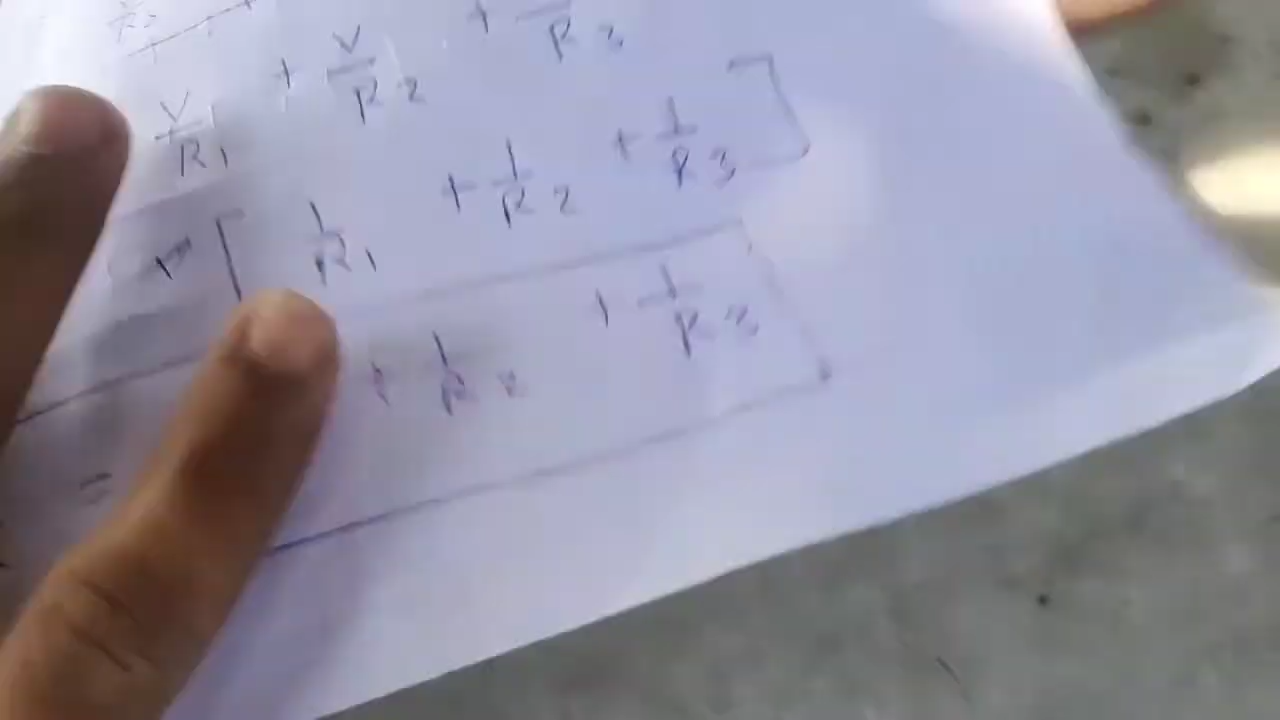 V/R1 + V/R2 + /R3
[ 1/R1 + 1/R2 + 1/R3 ]
= + 1/R2 + 1/R3